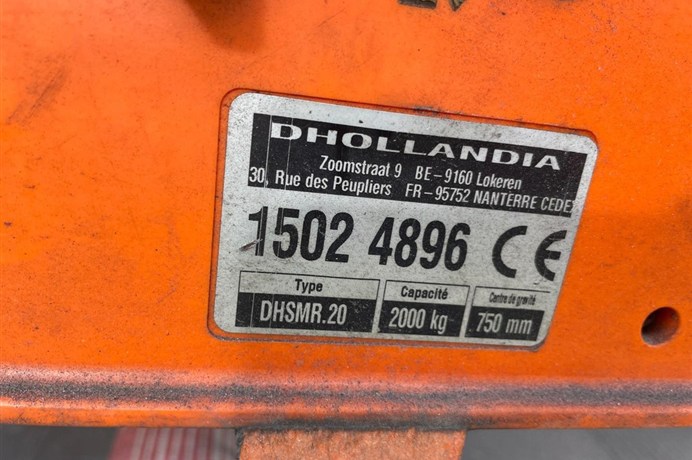 DHOLLANDIA
Zoomstraat 9 BE-9160 Lokeren
30, Rue des Peupliers FR-95752 NANTERRE CEDEX
1502 4896 CE
Type Capacité Centre de gravité
DHSMR.20 2000 kg 750 mm